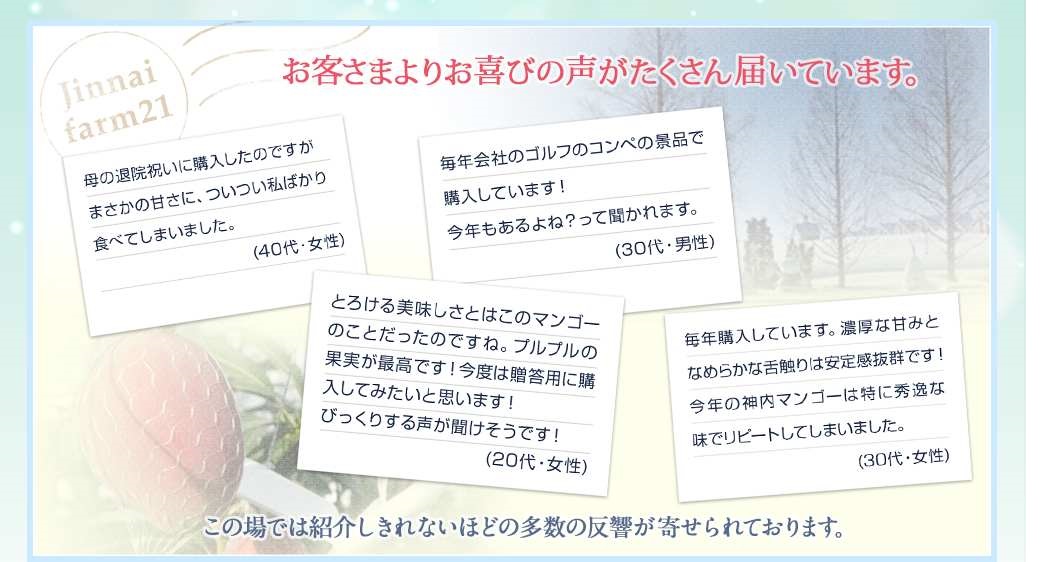 Jinnai
farm21
お客さまよりお喜びの声がたくさん届いています。
母の退院祝いに購入したのですが
まさかの甘さに、ついつい私ばかり
食べてしまいました。
(40代・女性)
毎年会社のゴルフのコンペの景品で
購入しています!
今年もあるよね?って聞かれます。
(30代・男性)
とろける美味しさとはこのマンゴー
のことだったのですね。プルプルの
果実が最高です!今度は贈答用に購
入してみたいと思います!
びっくりする声が聞けそうです!
(20代・女性)
毎年購入しています。濃厚な甘みと
なめらかな舌触りは安定感抜群です!
今年の神内マンゴーは特に秀逸な
味でリピートしてしまいました。
(30代・女性)
この場では紹介しきれないほどの多数の反響が寄せられております。